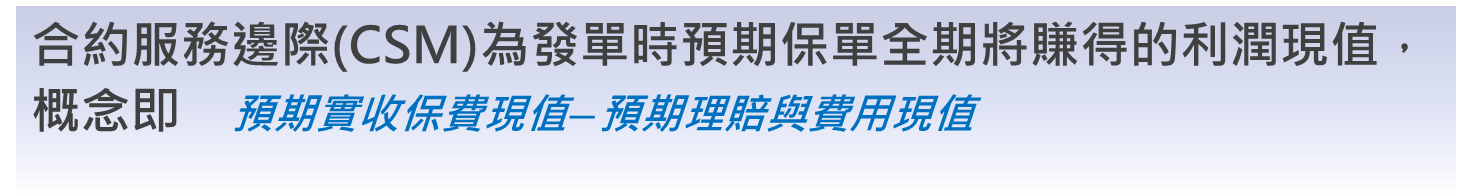 合約服務邊際(CSM)為發單時預期保單全期將賺得的利潤現值，
概念即 預期實收保費現值–預期理賠與費用現值